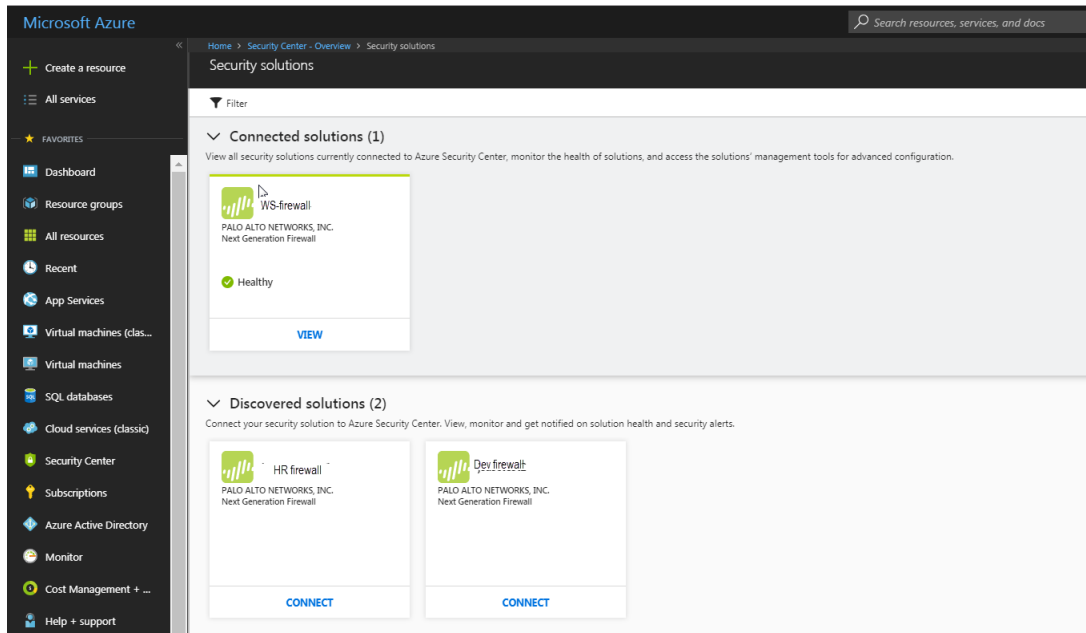 Microsoft Azure
Search resources, services, and docs
«
Home > Security Center - Overview > Security solutions
Security solutions
Create a resource
All services
FAVORITES
Dashboard
Resource groups
All resources
Recent
App Services
Virtual machines (clas...
Virtual machines
SQL databases
Cloud services (classic)
Security Center
Subscriptions
Azure Active Directory
Monitor
Cost Management + ...
Help + support
Filter
Connected solutions (1)
View all security solutions currently connected to Azure Security Center, monitor the health of solutions, and access the solutions' management tools for advanced configuration.
WS-firewall
PALO ALTO NETWORKS, INC.
Next Generation Firewall
Healthy
VIEW
Discovered solutions (2)
Connect your security solution to Azure Security Center. View, monitor and get notified on solution health and security alerts.
HR firewall
PALO ALTO NETWORKS, INC.
Next Generation Firewall
CONNECT
Dev firewall
PALO ALTO NETWORKS, INC.
Next Generation Firewall
CONNECT